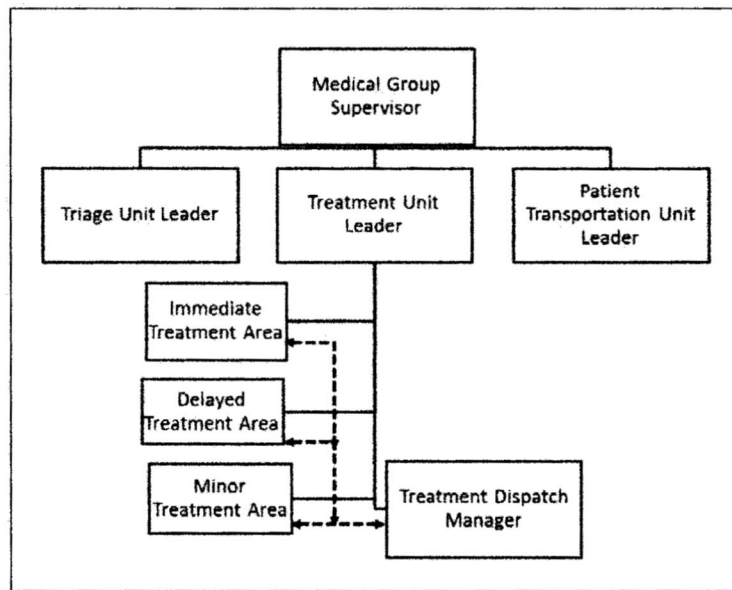 Medical Group
Supervisor
Triage Unit Leader
Treatment Unit
Leader
Patient
Transportation Unit
Leader
Immediate
Treatment Area
Delayed
Treatment Area
Minor
Treatment Area
Treatment Dispatch
Manager